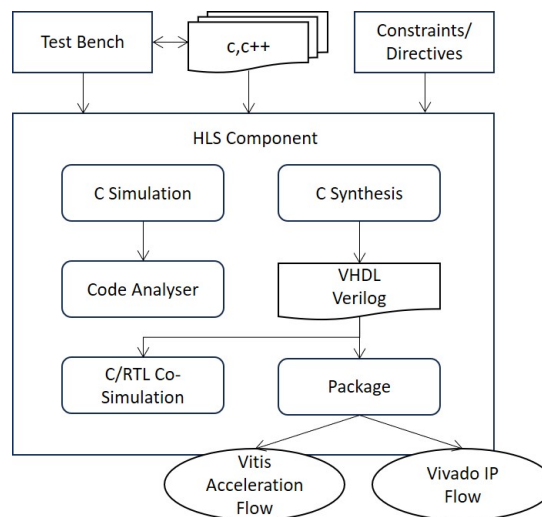 Test Bench
c,c++
Constraints/
Directives
HLS Component
C Simulation
C Synthesis
Code Analyser
VHDL
Verilog
C/RTL Co-
Simulation
Package
Vitis
Acceleration
Flow
Vivado IP
Flow